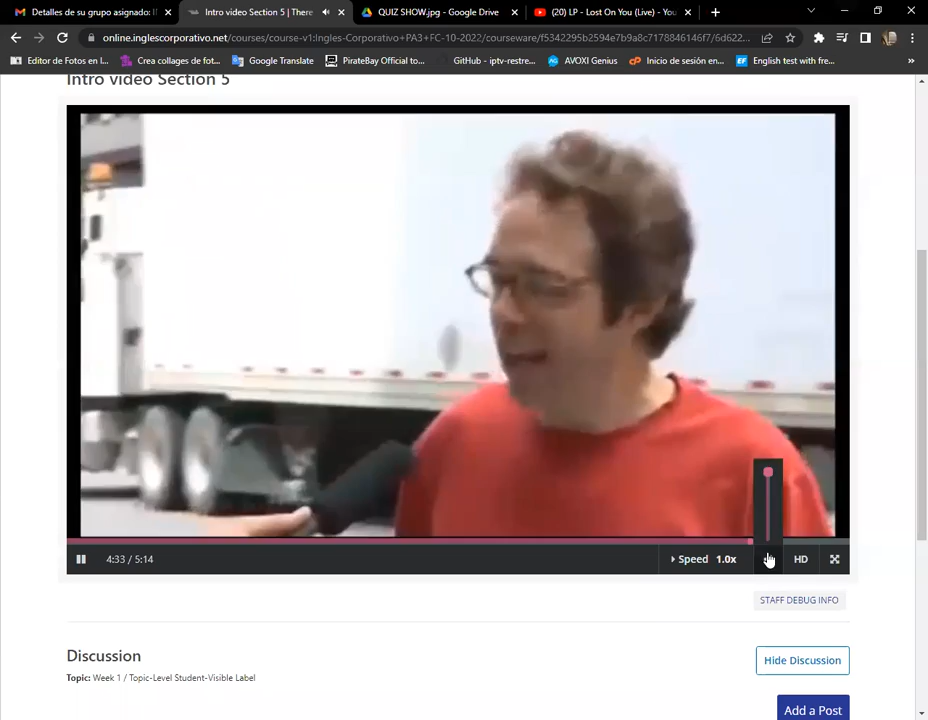 Detalles de su grupo asignado: I
Intro video Section 5 | There
QUIZ SHOW.jpg - Google Drive
(20) LP - Lost On You (Live) - You
online.inglescorporativo.net/courses/course-v1:Ingles-Corporativo+PA3+FC-10-2022/courseware/f5342295b2594e7b9a8c7178846146f7/6d622...
Editor de Fotos en I...
Crea collages de fot...
Google Translate
PirateBay Official to...
GitHub - iptv-restre...
AVOXI Genius
Inicio de sesión en...
English test with fre...
Intro video Section 5
4:33 / 5:14
Speed 1.0x
HD
STAFF DEBUG INFO
Discussion
Hide Discussion
Topic: Week 1 / Topic-Level Student-Visible Label
Add a Post